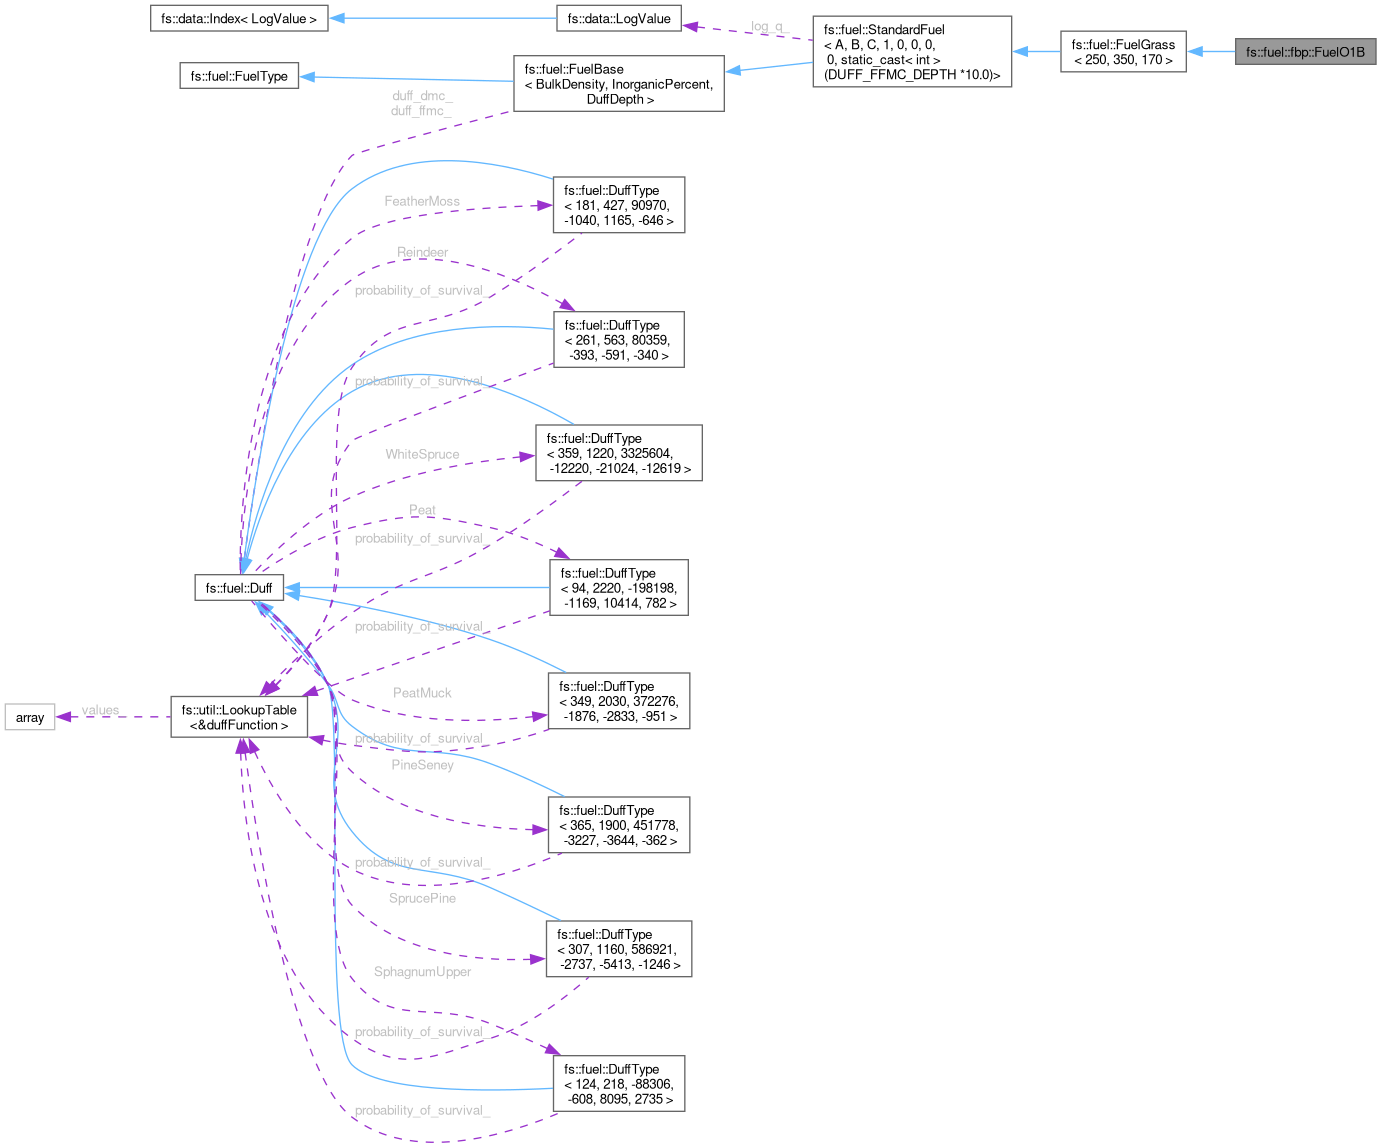 fs::data::Index< LogValue >
fs::data::LogValue
log_q_
fs::fuel::StandardFuel
< A, B, C, 1, 0, 0, 0,
0, static_cast< int >
(DUFF_FFMC_DEPTH *10.0)>
fs::fuel::FuelGrass
< 250, 350, 170 >
fs::fuel::fbp::FuelO1B
fs::fuel::FuelType
fs::fuel::FuelBase
< BulkDensity, InorganicPercent,
DuffDepth >
duff_dmc_
duff_ffmc_
fs::fuel::DuffType
< 181, 427, 90970,
-1040, 1165, -646 >
FeatherMoss
Reindeer
probability_of_survival_
fs::fuel::DuffType
< 261, 563, 80359,
-393, -591, -340 >
probability_of_survival_
fs::fuel::DuffType
< 359, 1220, 3325604,
-12220, -21024, -12619 >
WhiteSpruce
Peat
probability_of_survival_
fs::fuel::Duff
fs::fuel::DuffType
< 94, 2220, -198198,
-1169, 10414, 782 >
probability_of_survival_
fs::fuel::DuffType
< 349, 2030, 372276,
-1876, -2833, -951 >
PeatMuck
array
values
fs::util::LookupTable
<&duffFunction >
probability_of_survival_
PineSeney
fs::fuel::DuffType
< 365, 1900, 451778,
-3227, -3644, -362 >
probability_of_survival_
SprucePine
fs::fuel::DuffType
< 307, 1160, 586921,
-2737, -5413, -1246 >
SphagnumUpper
probability_of_survival_
fs::fuel::DuffType
< 124, 218, -88306,
-608, 8095, 2735 >
probability_of_survival_